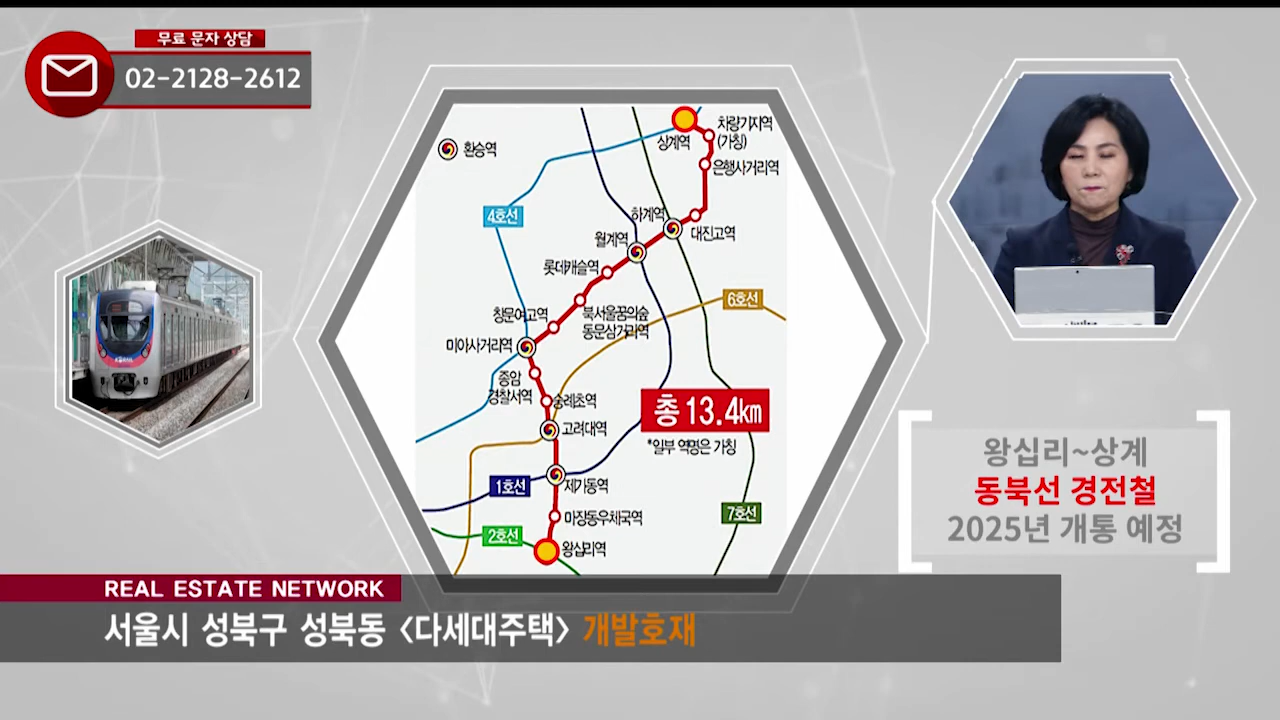 무료 문자 상담
02-2128-2612
환승역
상계역
차량기지역
(가칭)
은행사거리역
4호선
하계역
대진고역
월계역
롯데캐슬역
6호선
창문여고역
북서울꿈의숲
동문삼거리역
미아사거리역
종암
경찰서역
숭례초역
총 13.4km
고려대역
*일부 역명은 가칭
1호선
제기동역
7호선
마장동우체국역
2호선
왕십리역
왕십리~상계
동북선 경전철
2025년 개통 예정
REAL ESTATE NETWORK
서울시 성북구 성북동 <다세대주택> 개발호재